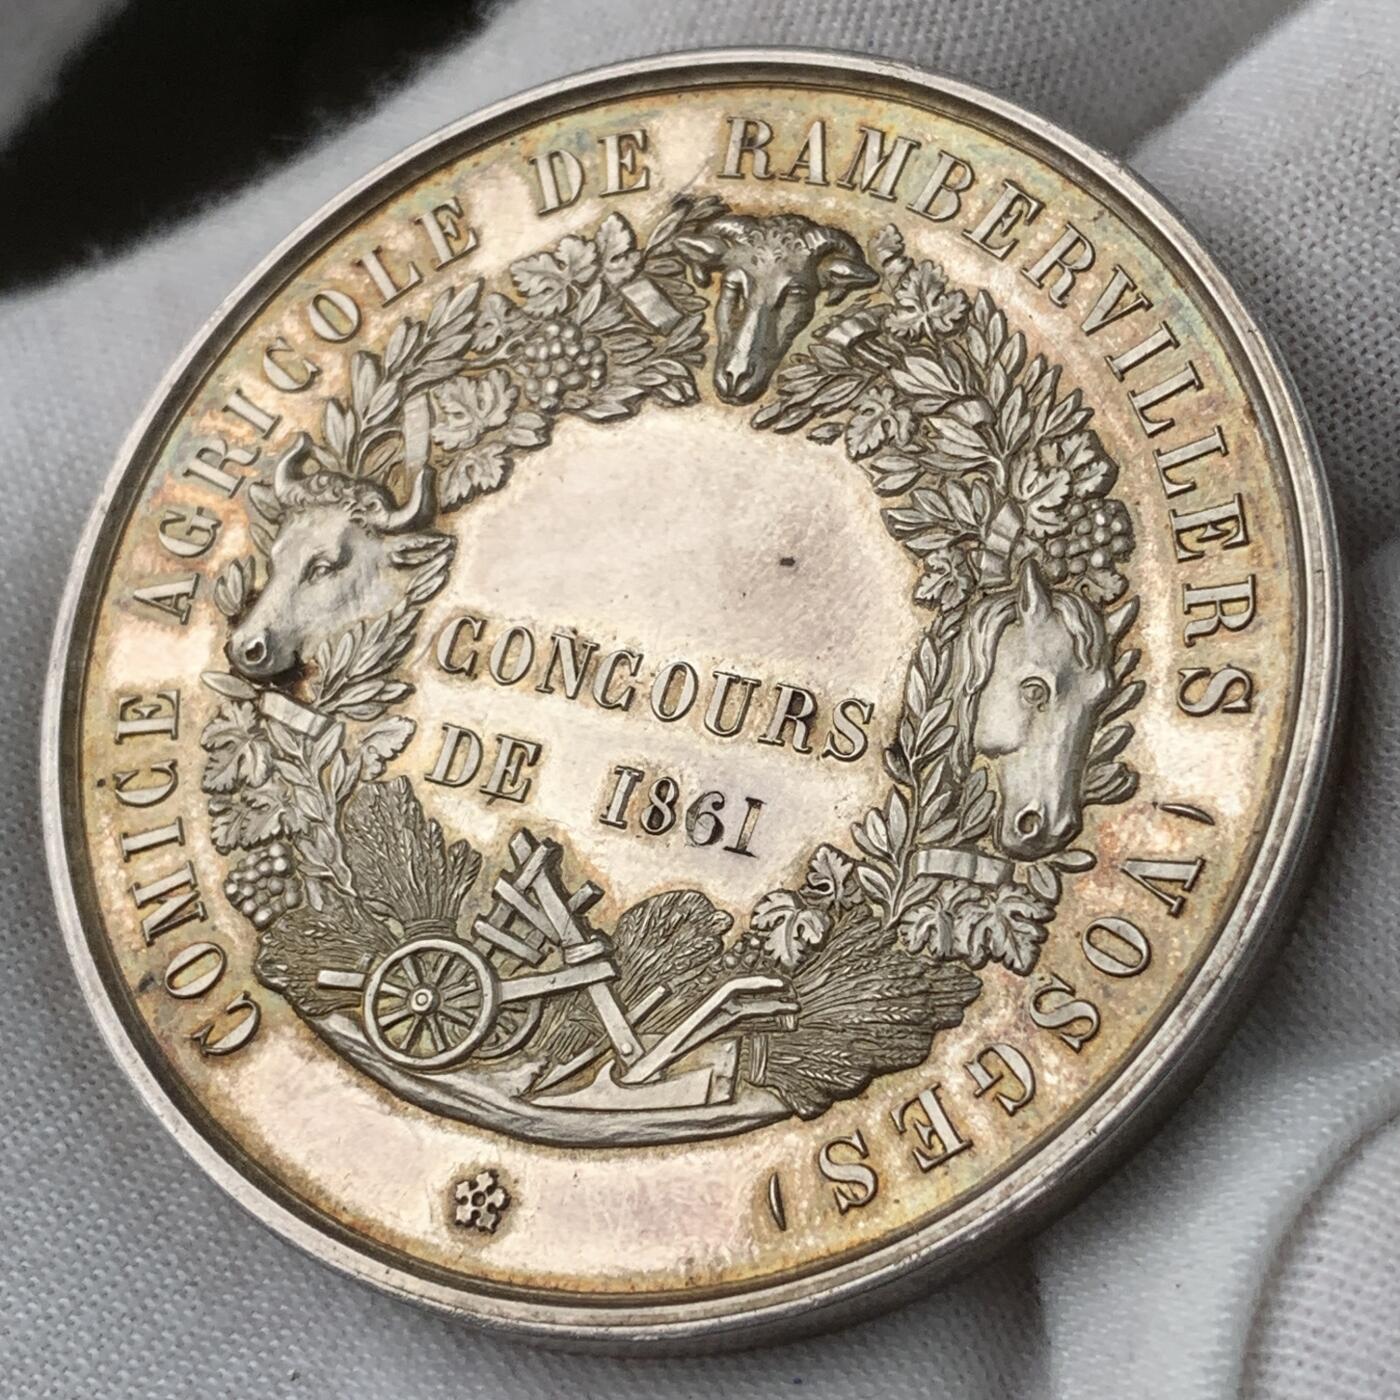 COMICE AGRICOLE DE RAMBERVILLERS (VOSGES)
CONCOURS
DE 1861